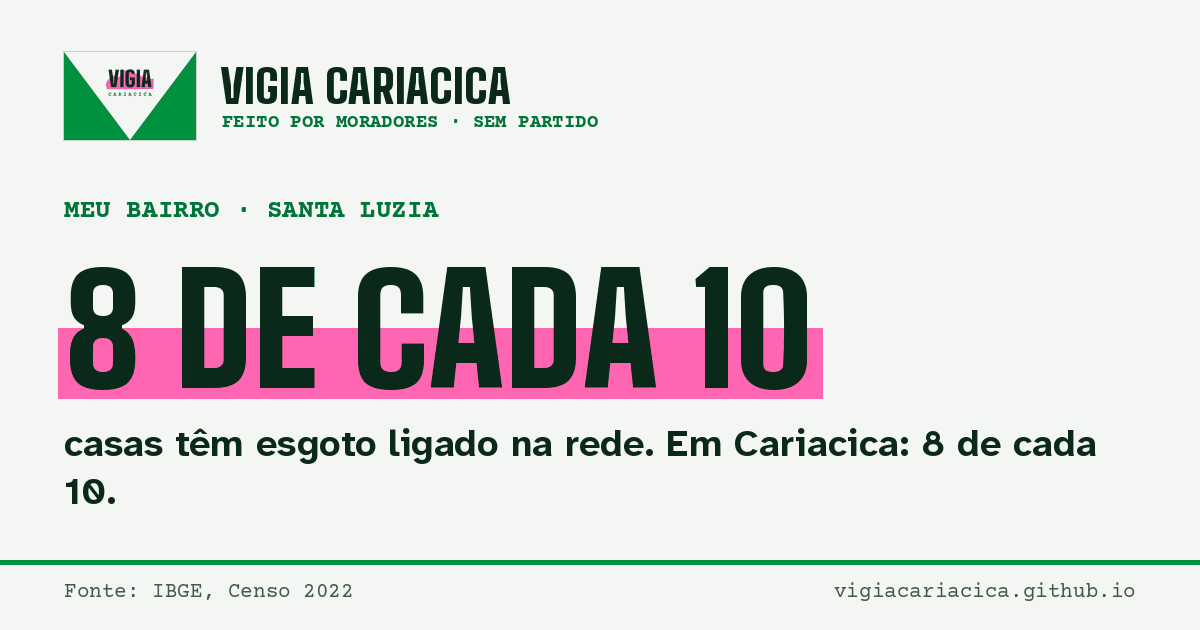 VIGIA
CARIACICA
VIGIA CARIACICA
FEITO POR MORADORES · SEM PARTIDO
MEU BAIRRO · SANTA LUZIA
8 DE CADA 10
casas têm esgoto ligado na rede. Em Cariacica: 8 de cada
10.
Fonte: IBGE, Censo 2022
vigiacariacica.github.io